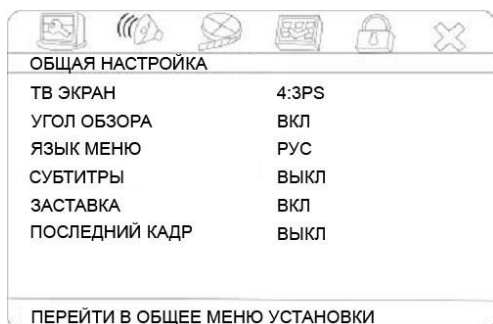 ОБЩАЯ НАСТРОЙКА
ТВ ЭКРАН 4:3PS
УГОЛ ОБЗОРА ВКЛ
ЯЗЫК МЕНЮ РУС
СУБТИТРЫ ВЫКЛ
ЗАСТАВКА ВКЛ
ПОСЛЕДНИЙ КАДР ВЫКЛ
ПЕРЕЙТИ В ОБЩЕЕ МЕНЮ УСТАНОВКИ